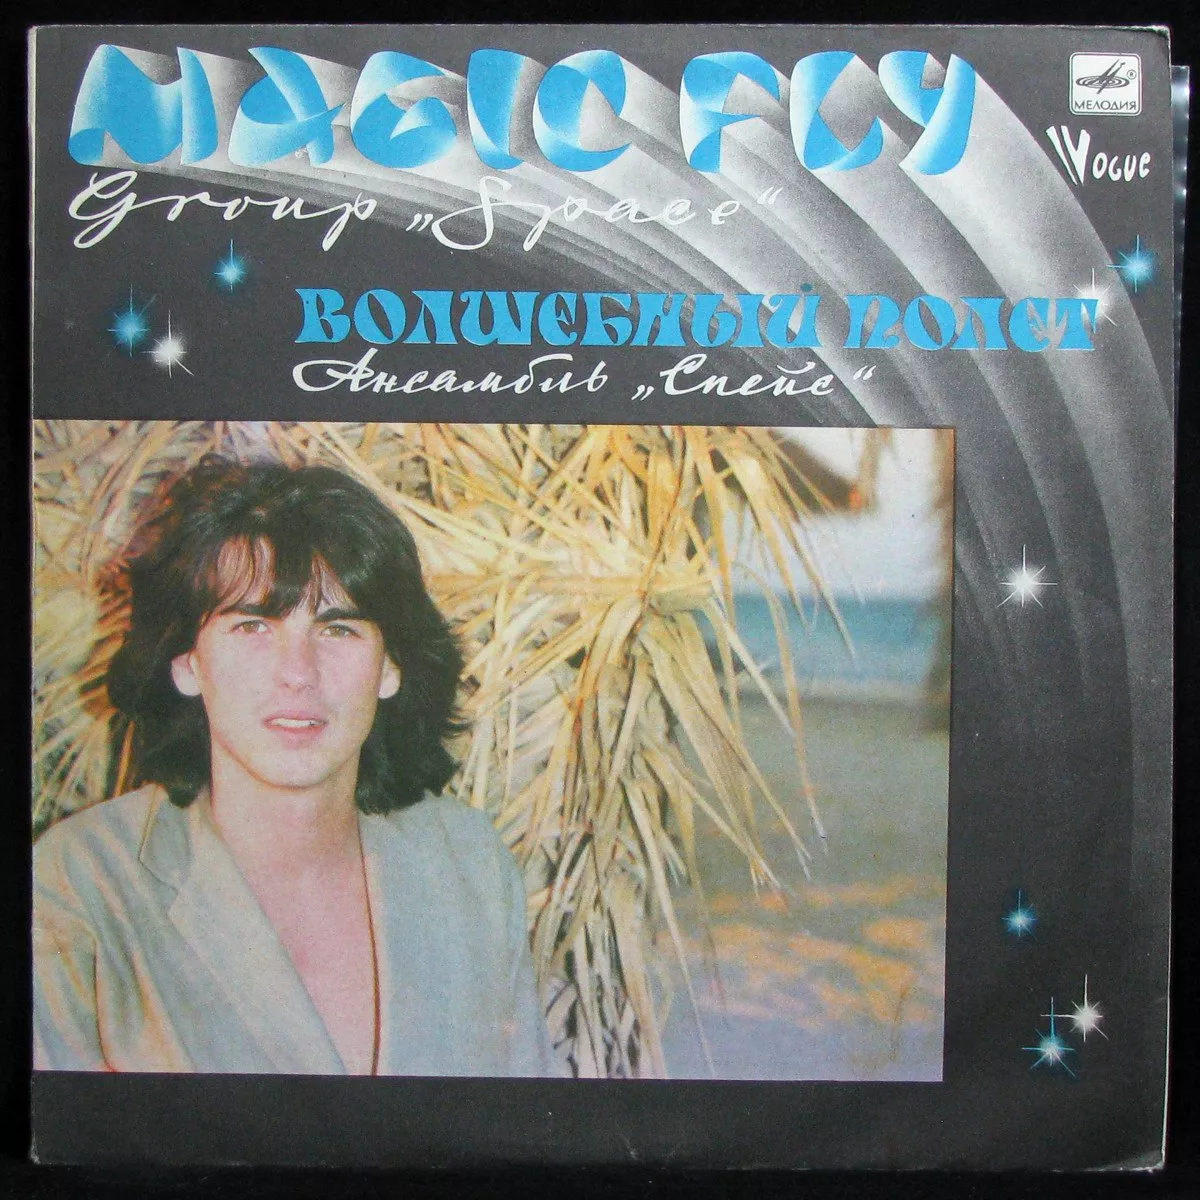 MAGIC FLY
МЕЛОДИЯ
®
VOGUE
Group „Space“
ВОЛШЕБНЫЙ ПОЛЕТ
Ансамбль „Спейс“